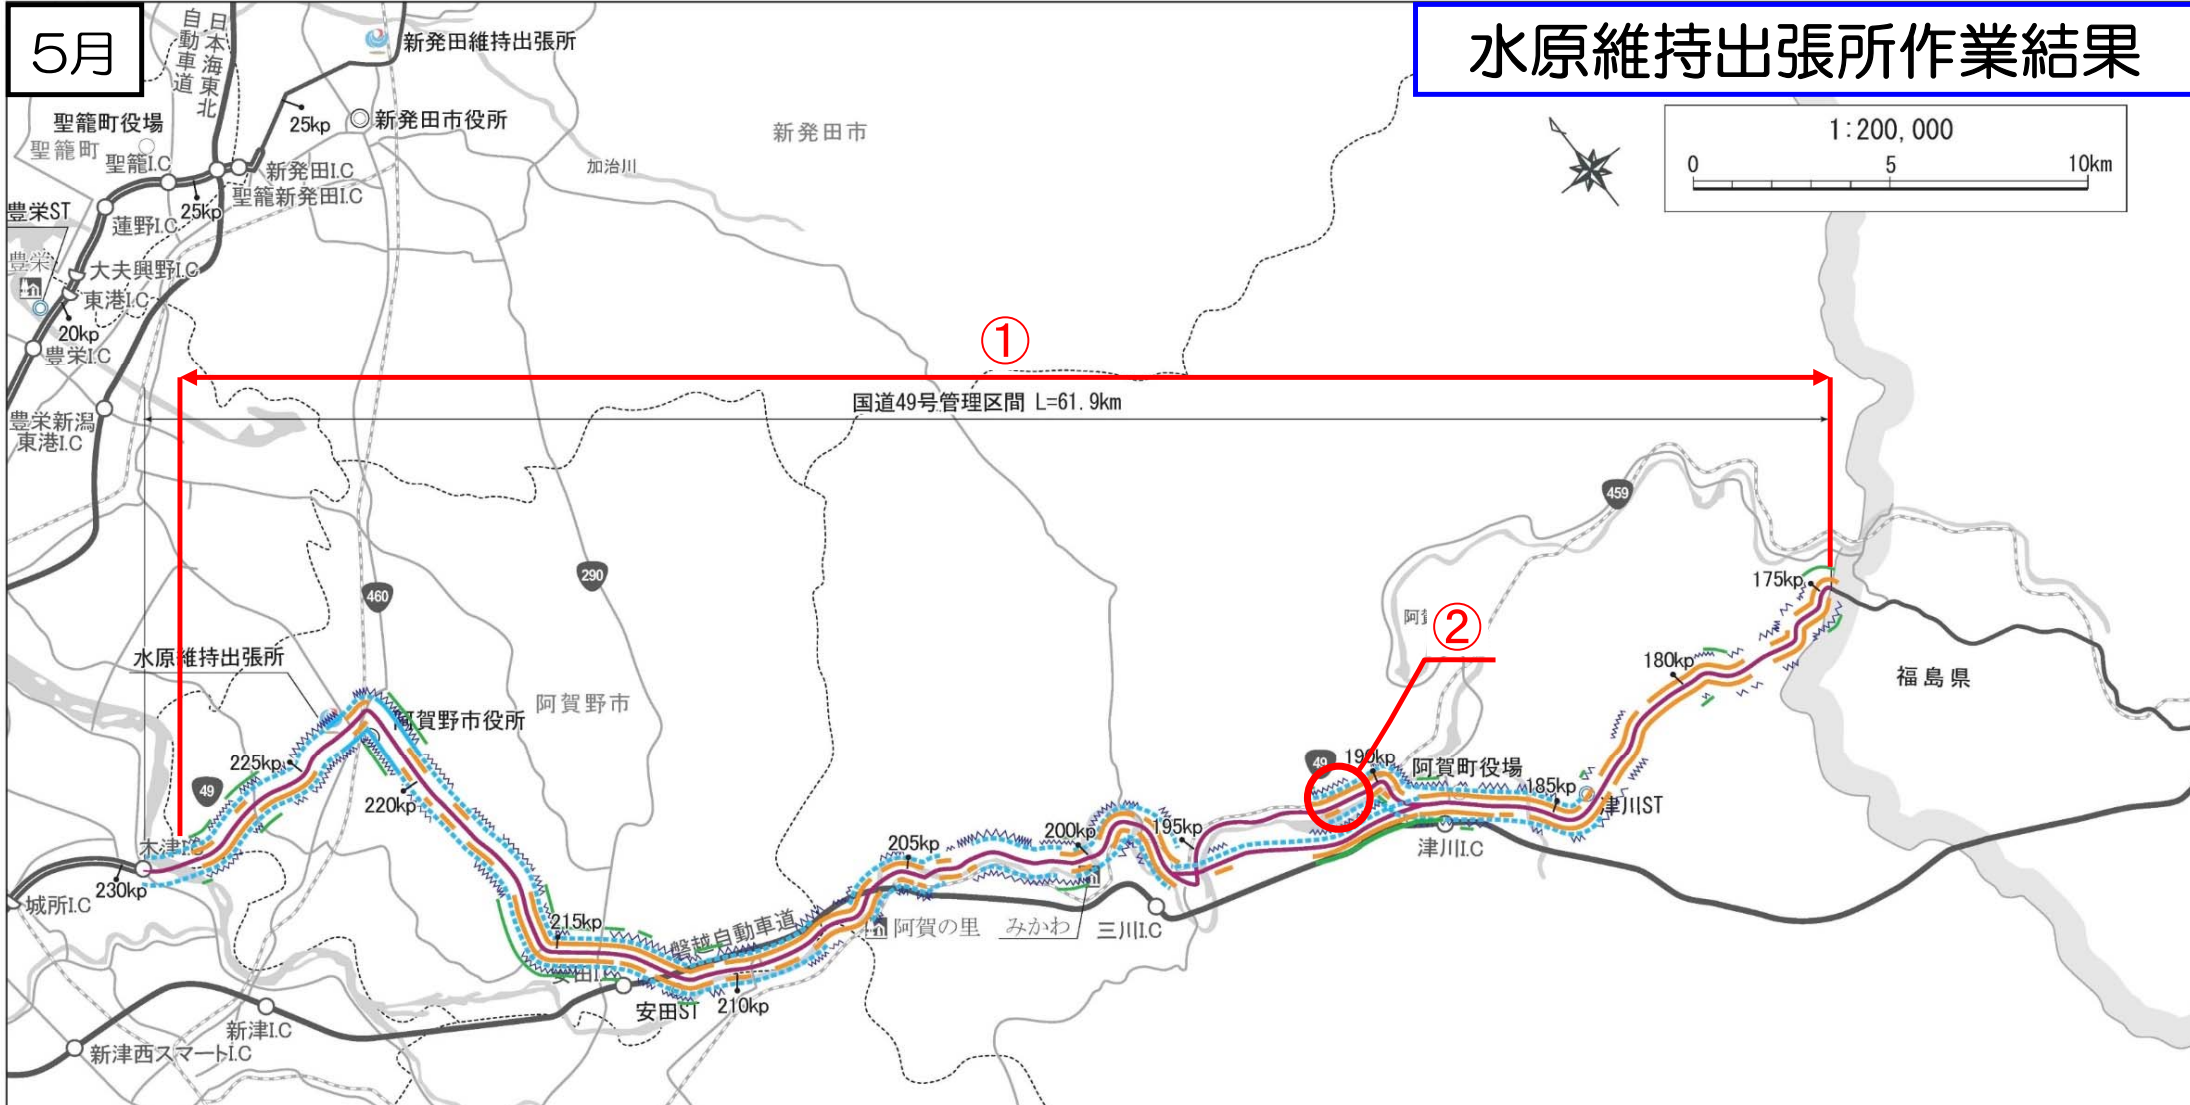 5月
水原維持出張所作業結果
日本海東北
自動車道
新発田維持出張所
25kp
新発田市役所
新発田市
1:200,000
0
5
10km
聖籠町役場
聖籠町
聖籠I.C
新発田I.C
聖籠新発田I.C
加治川
豊栄ST
25kp
蓮野I.C
豊栄
大夫興野I.C
東港I.C
20kp
豊栄I.C
①
国道49号管理区間 L=61.9km
豊栄新潟
東港I.C
459
290
460
175kp
②
水原維持出張所
180kp
福島県
阿賀野市
阿賀野市役所
225kp
49
220kp
49
190kp
阿賀町役場
185kp
津川ST
木津I.C
205kp
200kp
195kp
津川I.C
230kp
城所I.C
215kp
磐越自動車道
阿賀の里
みかわ
三川I.C
安田I.C
安田ST
210kp
新津I.C
新津西スマートI.C